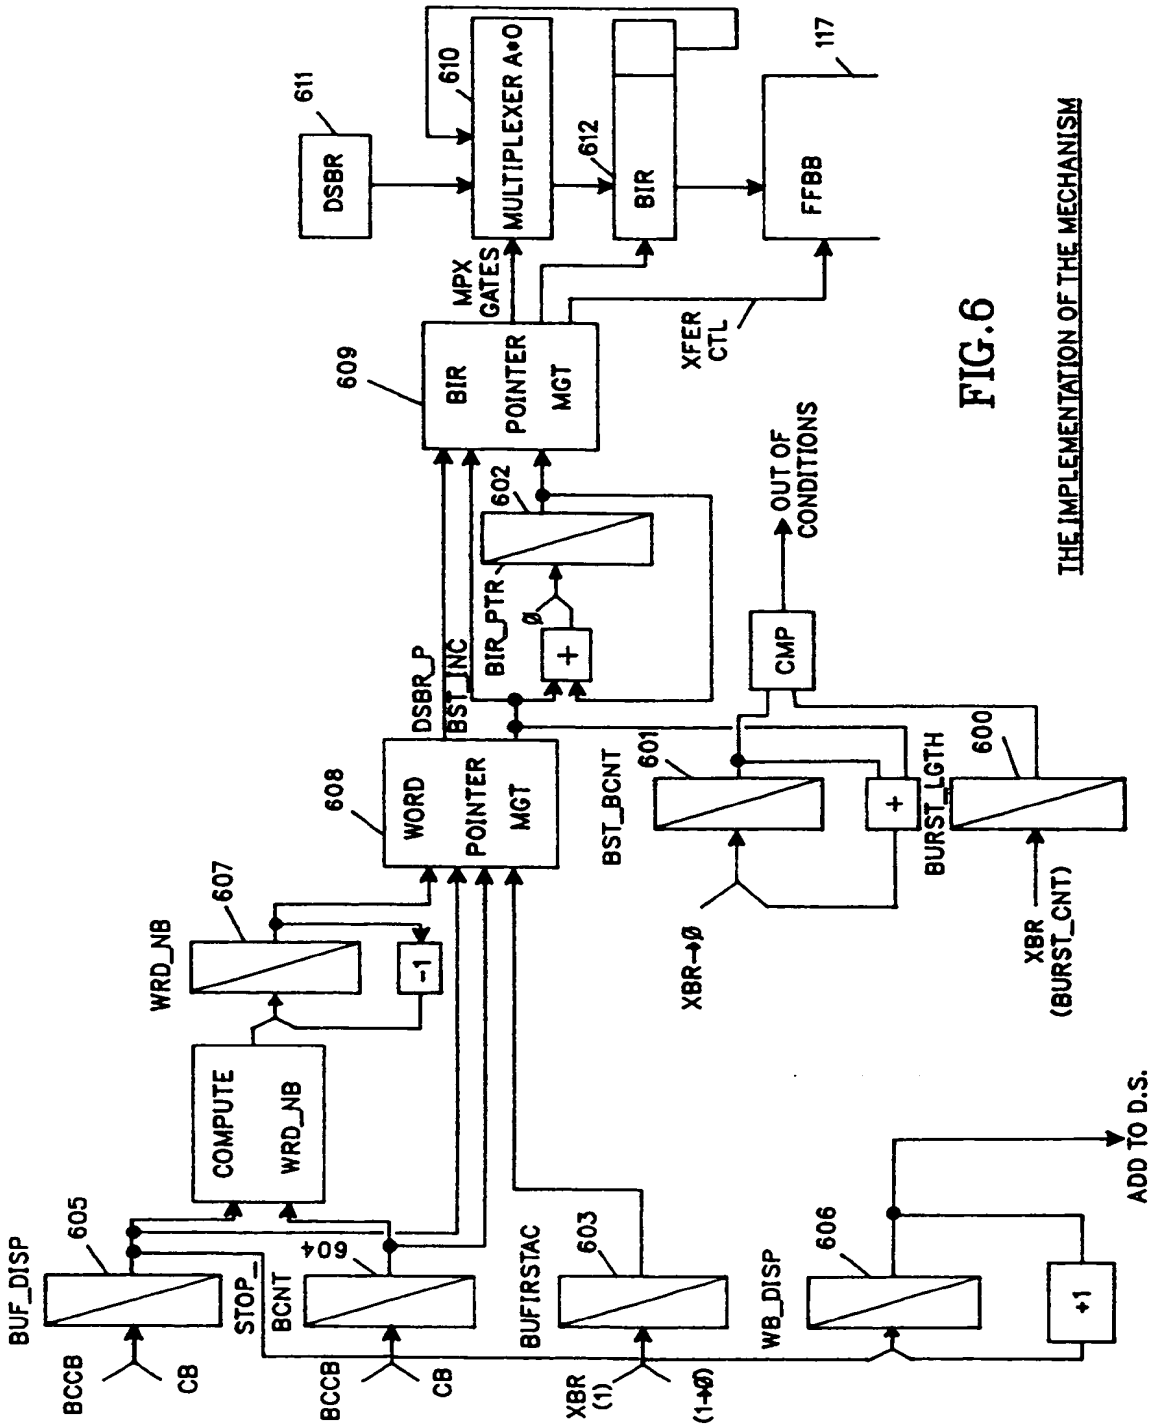 BUF_DISP
605
BCCB
CB
STOP_
BCNT
604
BCCB
CB
BUFIRSTAC
603
XBR
(1)
(1→Ø)
WB_DISP
606
+1
ADD TO D.S.
COMPUTE
WRD_NB
WRD_NB
607
-1
608
WORD
POINTER
MGT
DSBR_P
BST_INC
BIR_PTR
602
Ø
+
BST_BCNT
601
XBR→Ø
+
BURST_LGTH
600
XBR
(BURST_CNT)
CMP
OUT OF
CONDITIONS
609
BIR
POINTER
MGT
MPX
GATES
XFER
CTL
611
DSBR
610
MULTIPLEXER A◆O
612
BIR
FFBB
117
FIG.6
THE IMPLEMENTATION OF THE MECHANISM